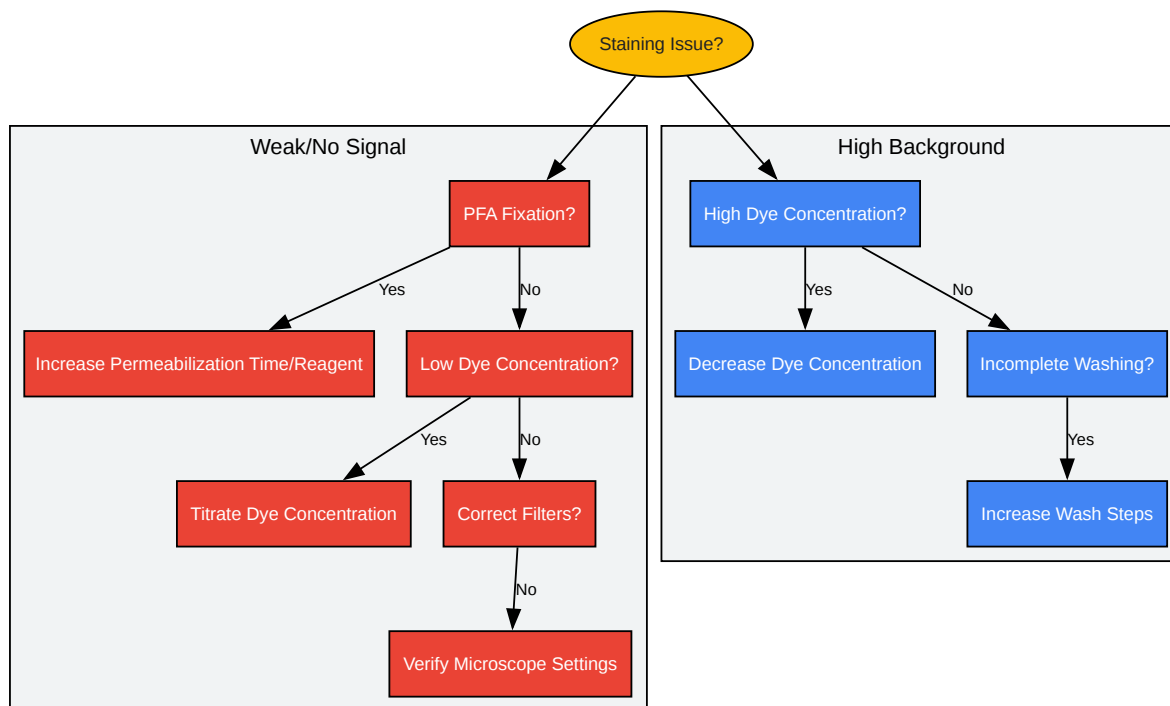 Staining Issue?
Weak/No Signal
High Background
PFA Fixation?
High Dye Concentration?
Yes
No
Yes
No
Increase Permeabilization Time/Reagent
Low Dye Concentration?
Decrease Dye Concentration
Incomplete Washing?
Yes
No
Yes
Titrate Dye Concentration
Correct Filters?
Increase Wash Steps
No
Verify Microscope Settings